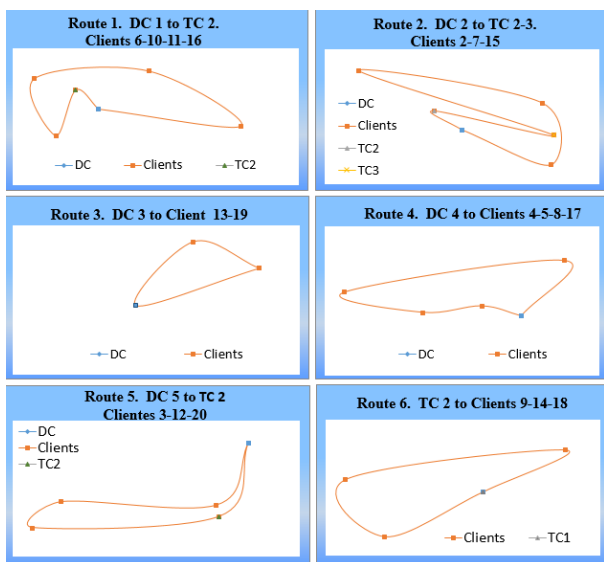 Route 1. DC 1 to TC 2.
Clients 6-10-11-16
DC
Clients
TC2
Route 2. DC 2 to TC 2-3.
Clients 2-7-15
DC
Clients
TC2
TC3
Route 3. DC 3 to Client 13-19
DC
Clients
Route 4. DC 4 to Clients 4-5-8-17
DC
Clients
Route 5. DC 5 to TC 2
Clientes 3-12-20
DC
Clients
TC2
Route 6. TC 2 to Clients 9-14-18
Clients
TC1